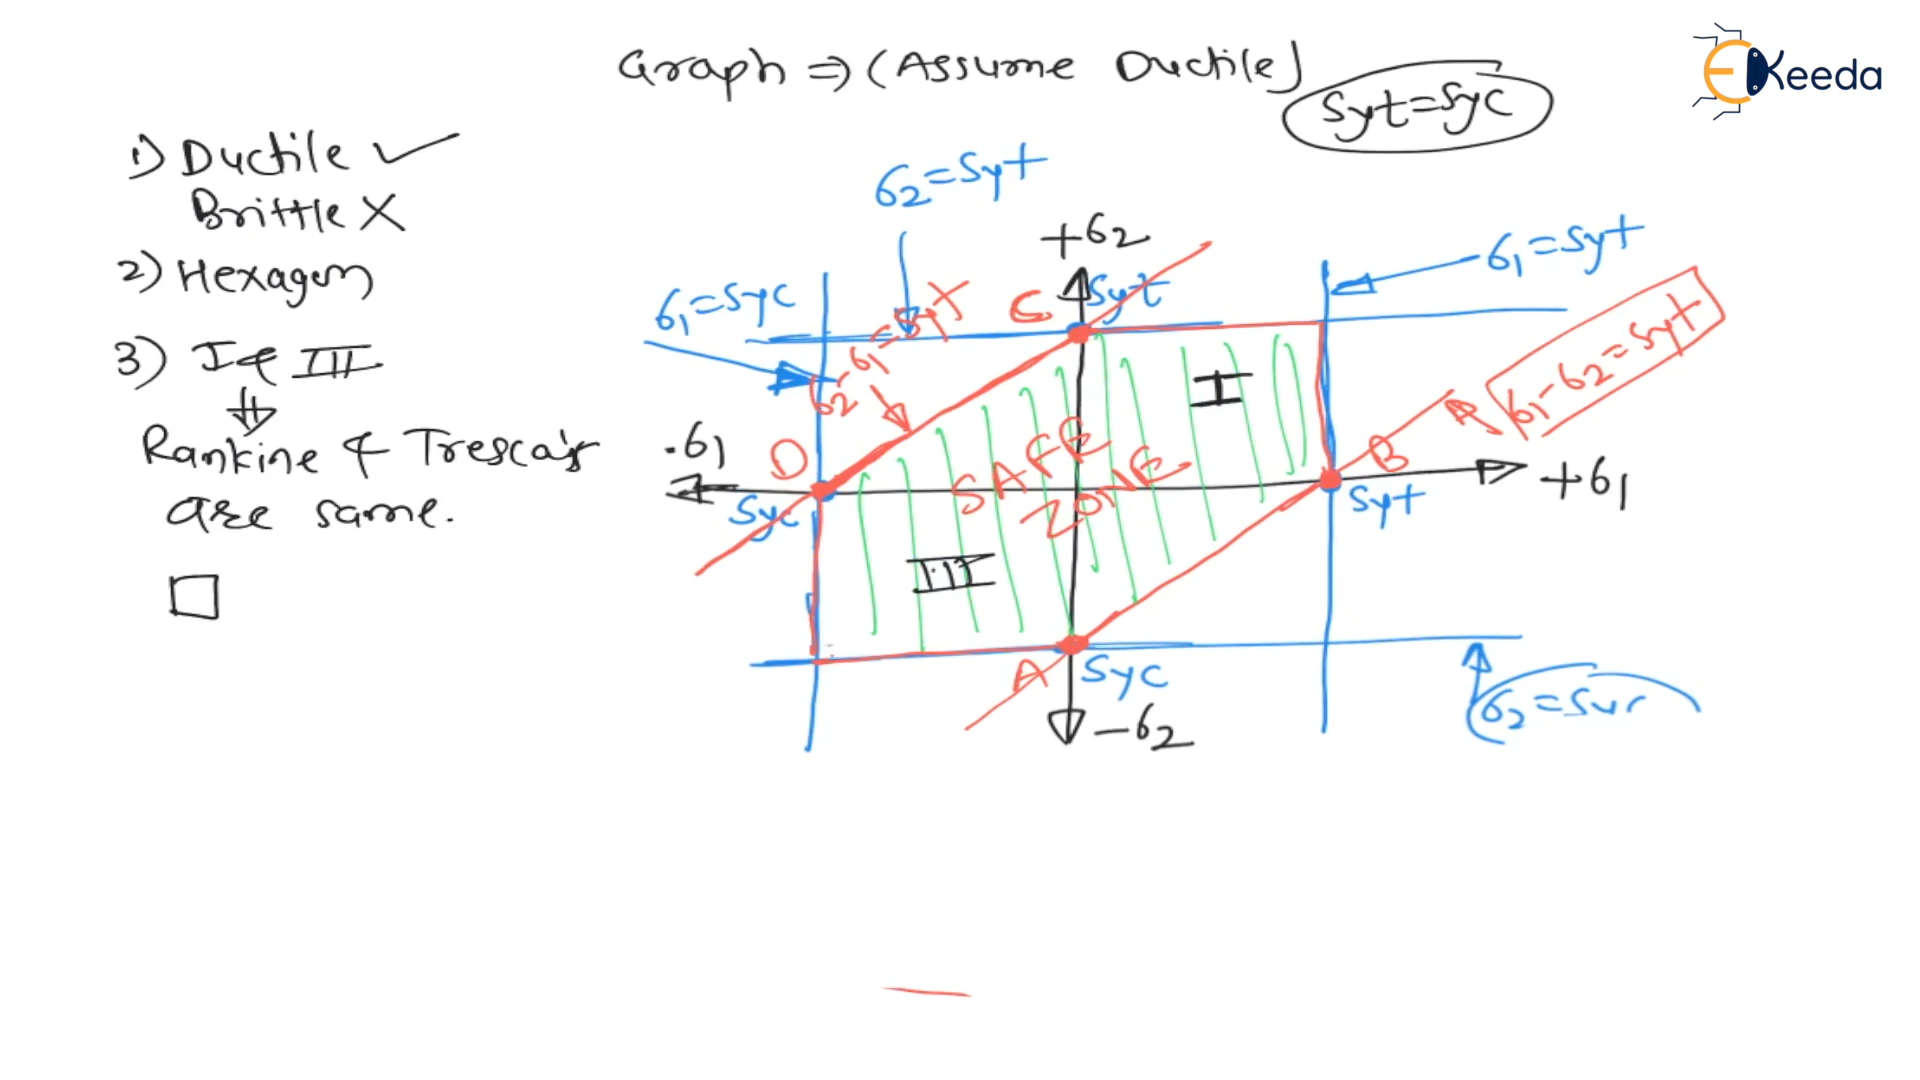 Graph ⇒ (Assume Ductile)
Syt=Syc
EKeeda
1) Ductile ✓
Brittle X
2) Hexagon
3) I & III
⇓
Rankine & Tresca's
are same.
σ2=Syt
+σ2
σ1=Syt
σ1=Syc
C
Syt
σ2-σ1=Syt
σ1-σ2=Syt
I
-σ1
D
SAFE
ZONE
B
A
+σ1
Syc
Syt
III
A
Syc
-σ2